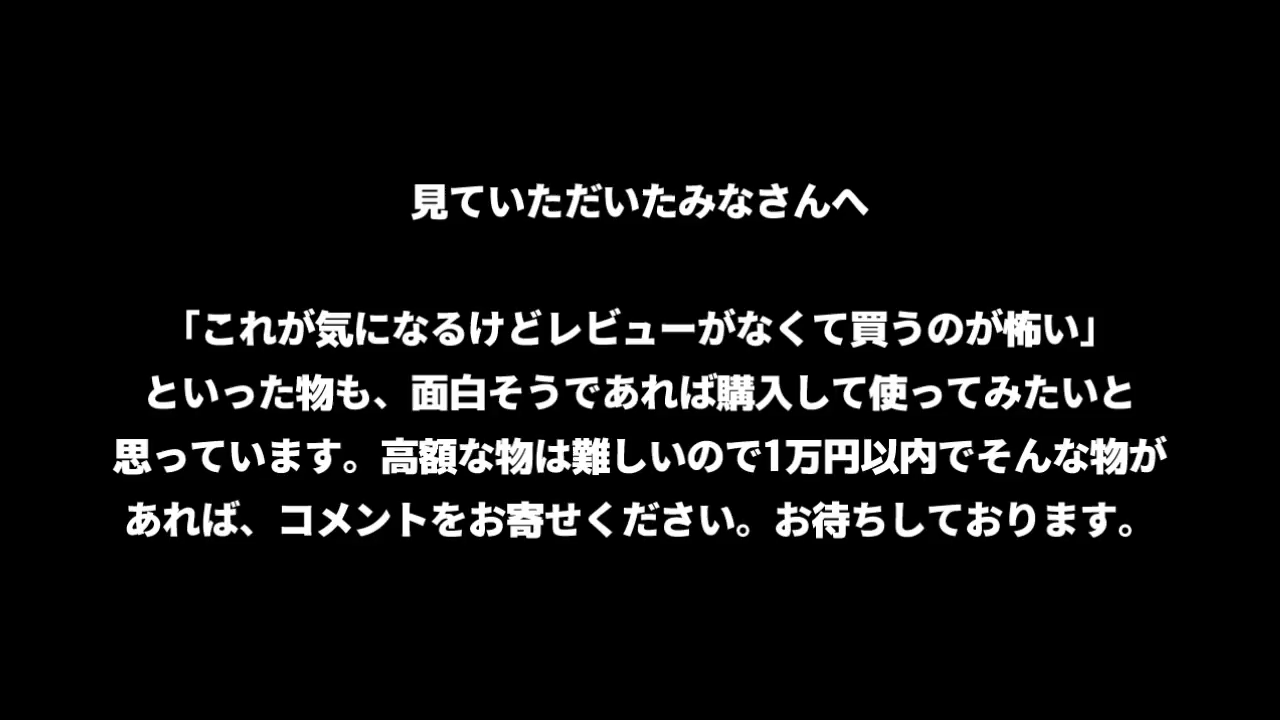 見ていただいたみなさんへ
「これが気になるけどレビューがなくて買うのが怖い」
といった物も、面白そうであれば購入して使ってみたいと
思っています。高額な物は難しいので1万円以内でそんな物が
あれば、コメントをお寄せください。お待ちしております。